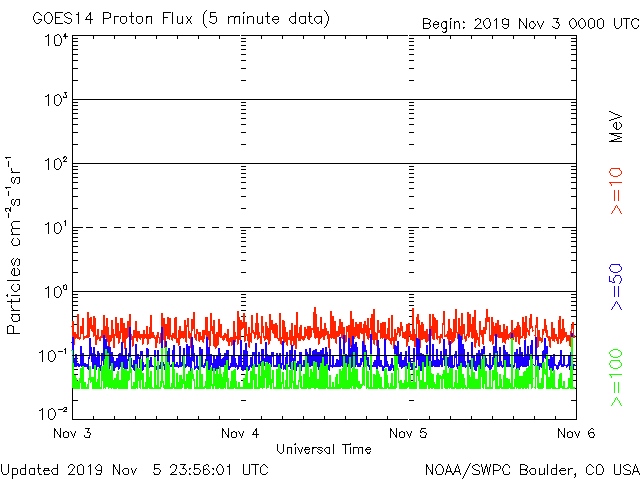 GOES14 Proton Flux (5 minute data)
Begin: 2019 Nov 3 0000 UTC
10⁴
10³
10²
10¹
10⁰
10⁻¹
10⁻²
Particles cm⁻²s⁻¹sr⁻¹
MeV
>=10
>=50
>=100
Nov 3
Nov 4
Nov 5
Nov 6
Universal Time
Updated 2019 Nov 5 23:56:01 UTC
NOAA/SWPC Boulder, CO USA